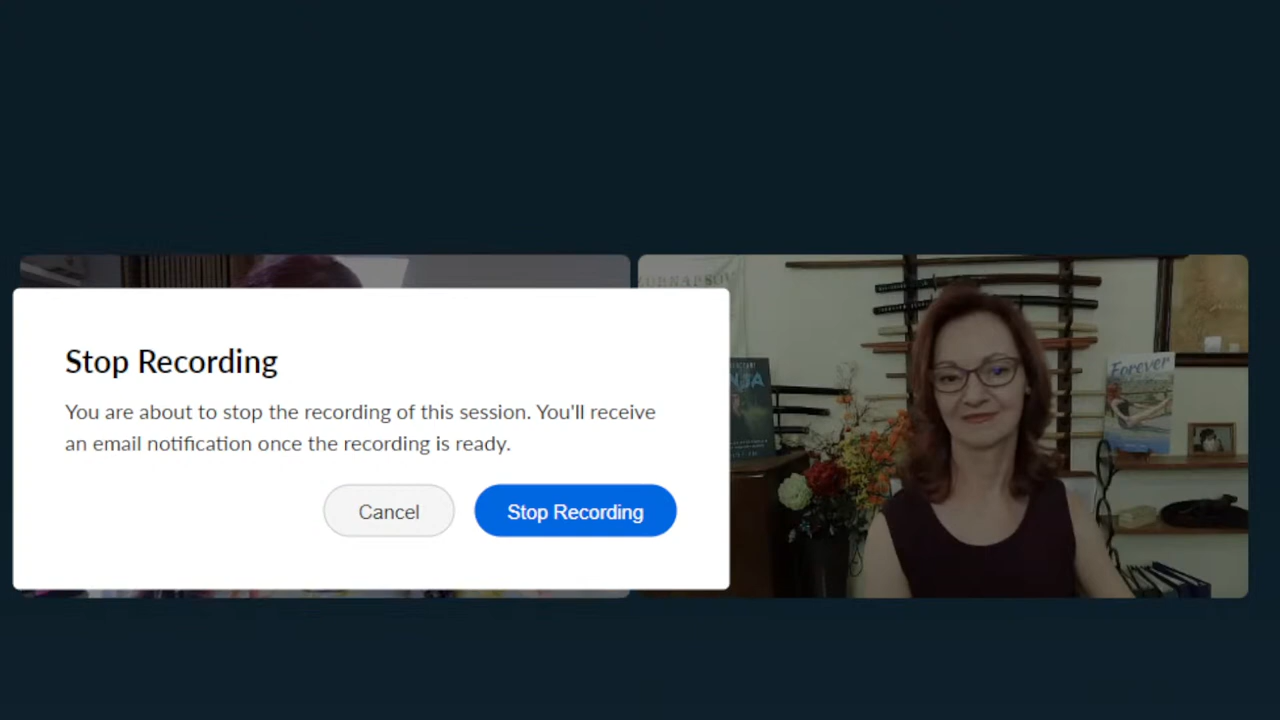 Stop Recording
You are about to stop the recording of this session. You'll receive
an email notification once the recording is ready.
Cancel
Stop Recording
Forever